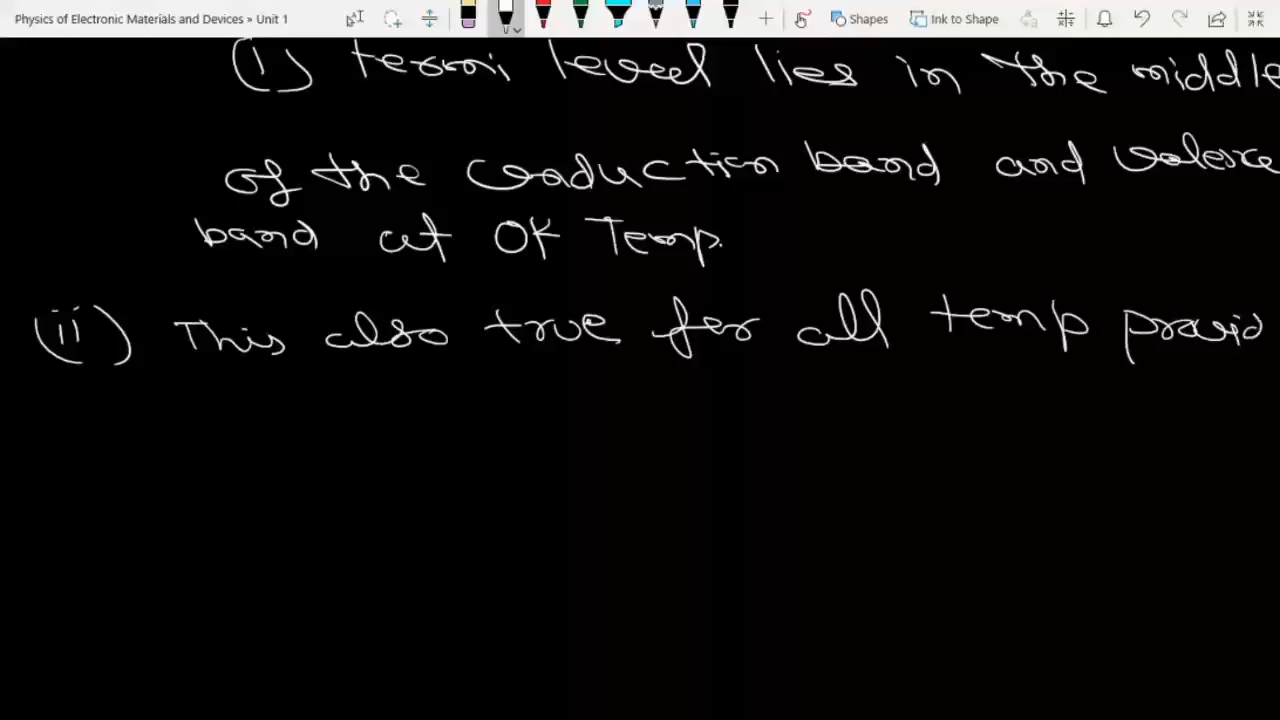 Physics of Electronic Materials and Devices » Unit 1
Shapes
Ink to Shape
(i) Fermi level lies in the middle
of the conduction band and valence
band at 0K Temp.
(ii) This also true for all temp provid